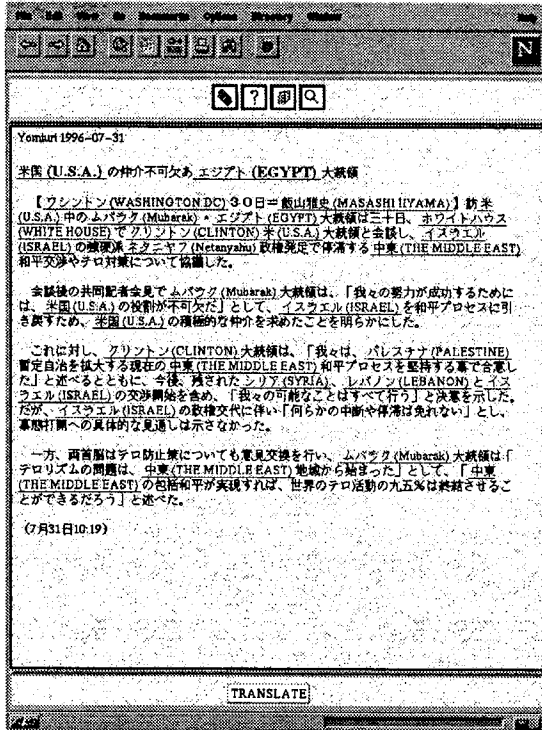 File Edit View Go Bookmarks Options Directory Window Help
N
?
Yomiuri 1996-07-31
米国 (U.S.A.) の仲介不可欠あ エジプト (EGYPT) 大統領
【 ワシントン (WASHINGTON DC) 30日=飯山雅史 (MASASHI IIYAMA) 】訪米
(U.S.A.) 中の ムバラク (Mubarak) ・ エジプト (EGYPT) 大統領は三十日、 ホワイトハウス
(WHITE HOUSE) で クリントン (CLINTON) 米 (U.S.A.) 大統領と会談し、 イスラエル
(ISRAEL) の強硬派 ネタニヤフ (Netanyahu) 政権発足で停滞する 中東 (THE MIDDLE EAST)
和平交渉やテロ対策について協議した。
会談後の共同記者会見で ムバラク (Mubarak) 大統領は、「我々の努力が成功するために
は、 米国 (U.S.A.) の役割が不可欠だ」として、 イスラエル (ISRAEL) を和平プロセスに引
き戻すため、 米国 (U.S.A.) の積極的な仲介を求めたことを明らかにした。
これに対し、 クリントン (CLINTON) 大統領は、「我々は、 パレスチナ (PALESTINE)
暫定自治を拡大する現在の 中東 (THE MIDDLE EAST) 和平プロセスを堅持する事で合意し
た」と述べるとともに、今後、残された シリア (SYRIA)、 レバノン (LEBANON) と イス
ラエル (ISRAEL) の交渉開始を含め、「我々の可能なことはすべて行う」と決意を示した。
だが、 イスラエル (ISRAEL) の政権交代に伴い「何らかの中断や停滞は免れない」とし、
事態打開への具体的な見通しは示さなかった。
一方、両首脳はテロ防止策についても意見交換を行い、 ムバラク (Mubarak) 大統領は「
テロリズムの問題は、 中東 (THE MIDDLE EAST) 地域から始まった」として、「 中東
(THE MIDDLE EAST) の包括和平が実現すれば、世界のテロ活動の九五%は終結させるこ
とができるだろう」と述べた。
(7月31日10:19)
TRANSLATE